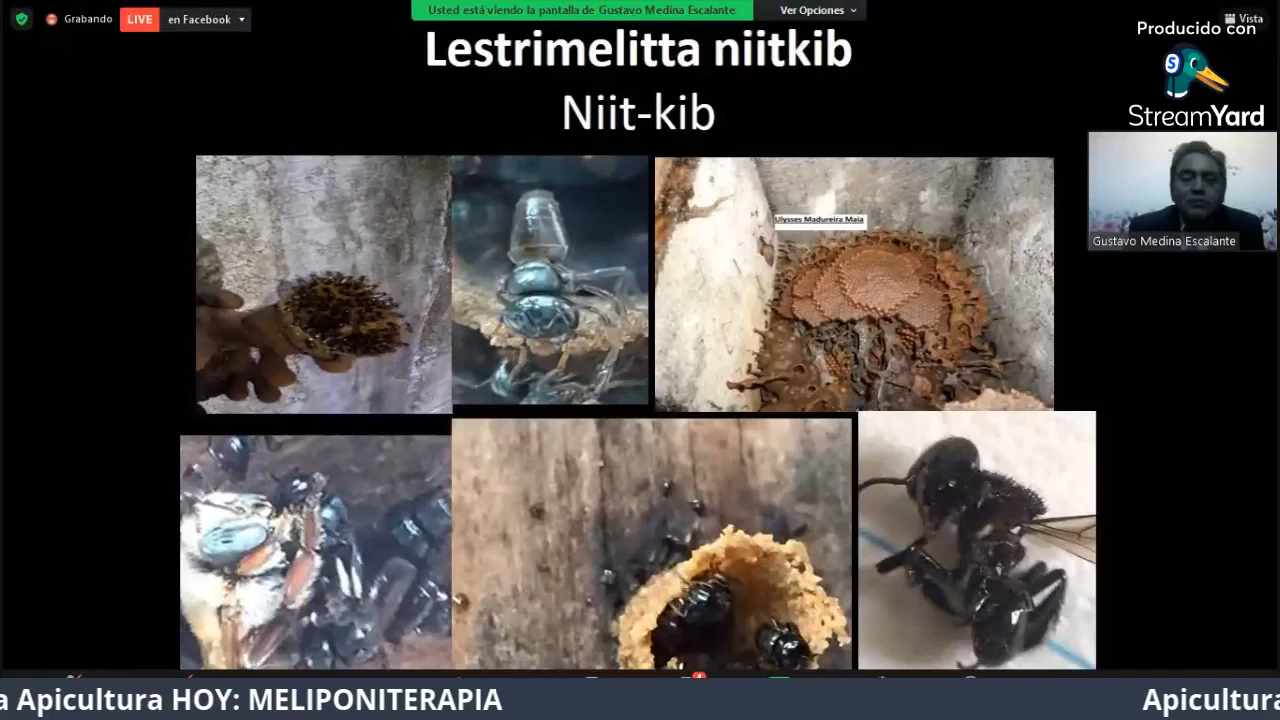 Usted está viendo la pantalla de Gustavo Medina Escalante
Ver Opciones
Grabando
LIVE
en Facebook
Vista
Producido con
S
StreamYard
Lestrimelitta niitkib
Niit-kib
Ulysses Madureira Maia
Gustavo Medina Escalante
a Apicultura HOY: MELIPONITERAPIA
Apicultura